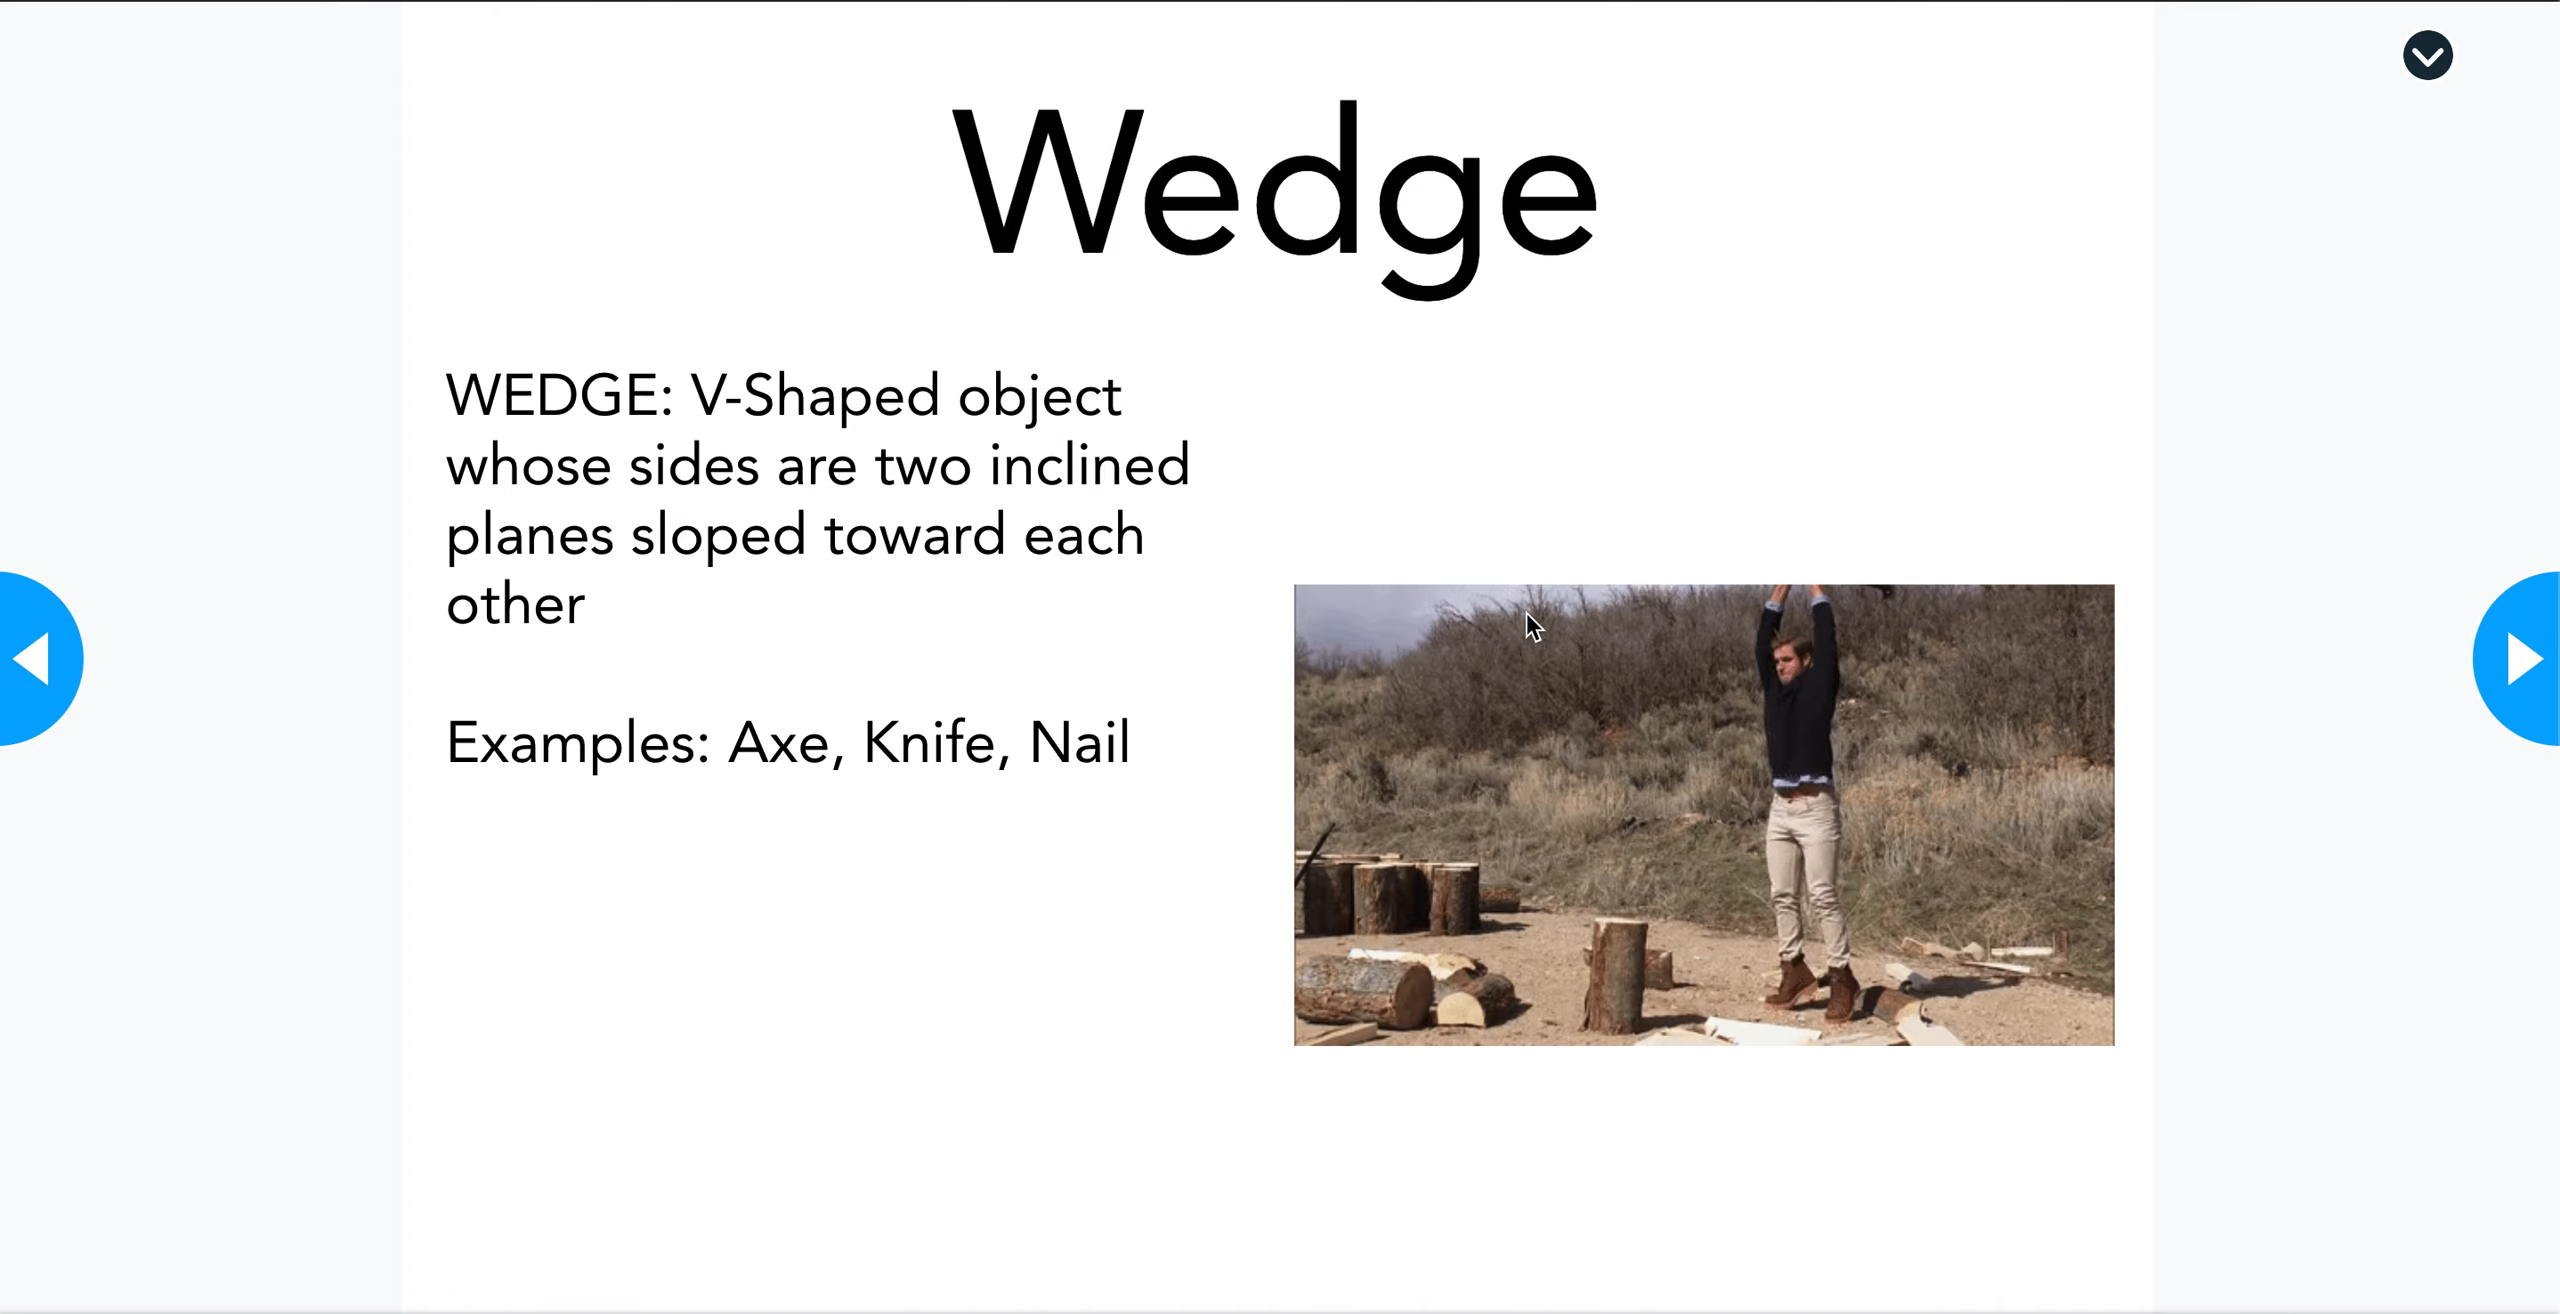 Wedge
WEDGE: V-Shaped object
whose sides are two inclined
planes sloped toward each
other
Examples: Axe, Knife, Nail